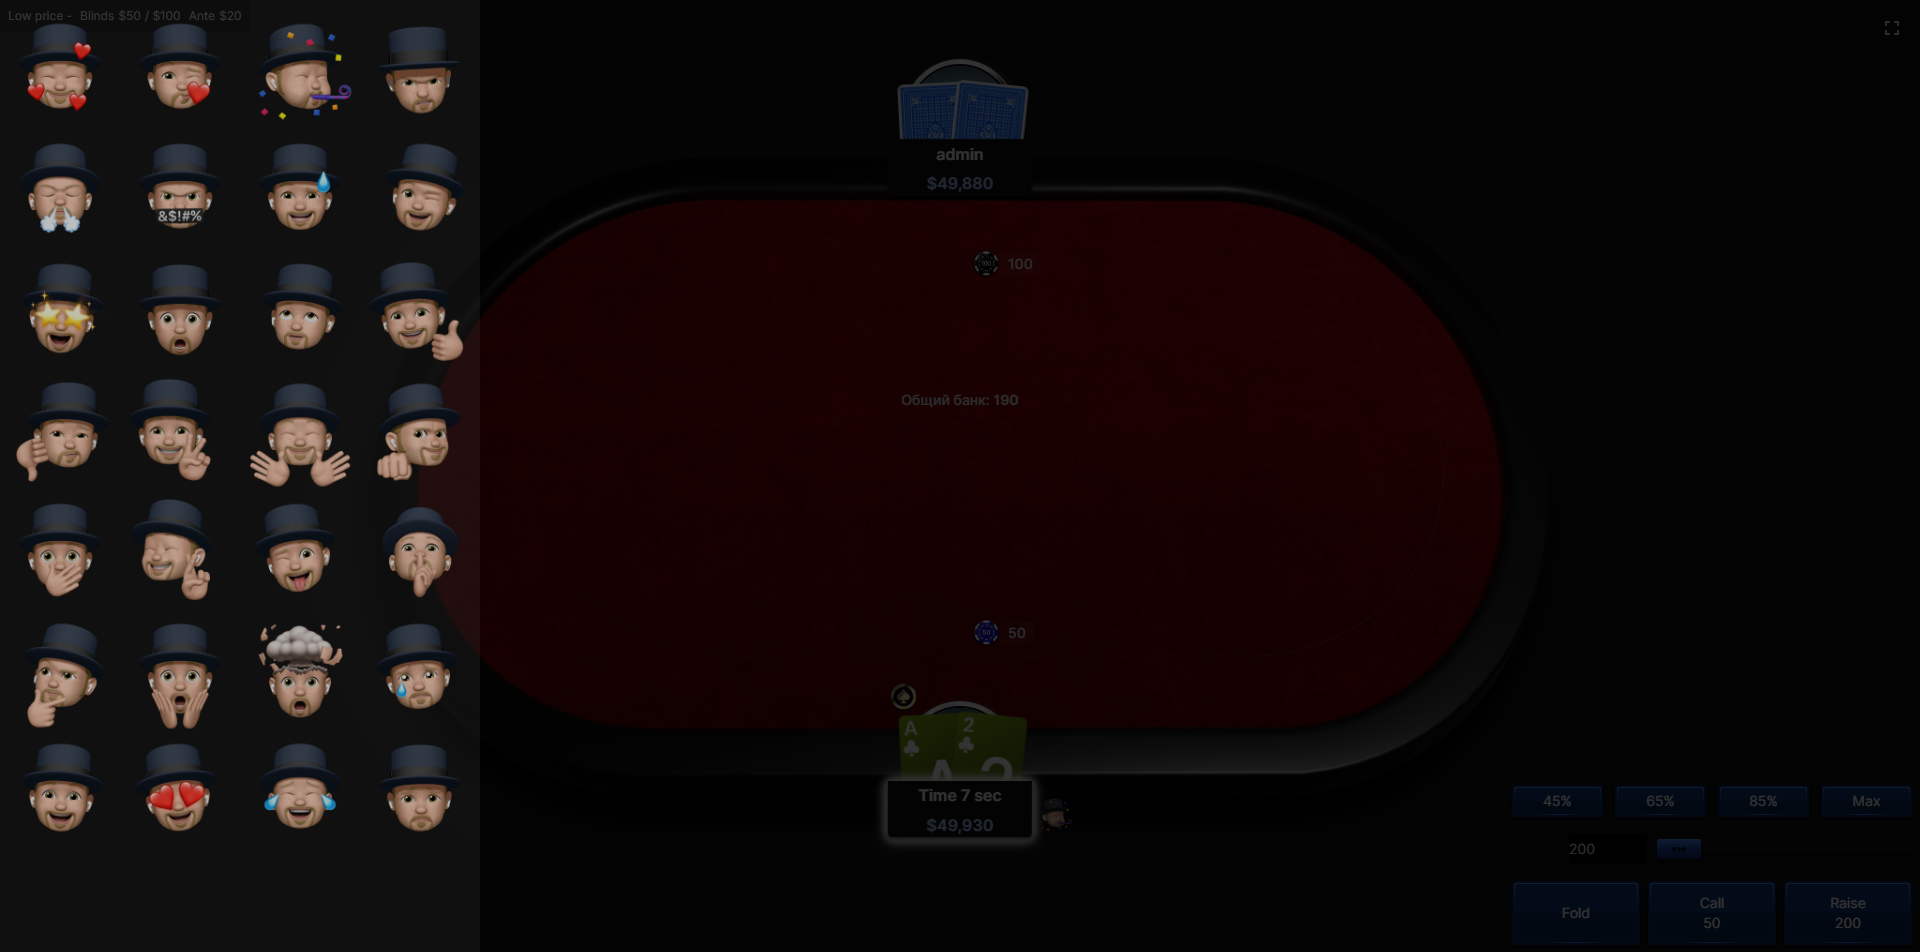 Low price - Blinds $50 / $100 Ante $20
&$!#%
admin
$49,880
100
Общий банк: 190
50
A
2
A
2
Time 7 sec
$49,930
45%
65%
85%
Max
200
Fold
Call
50
Raise
200